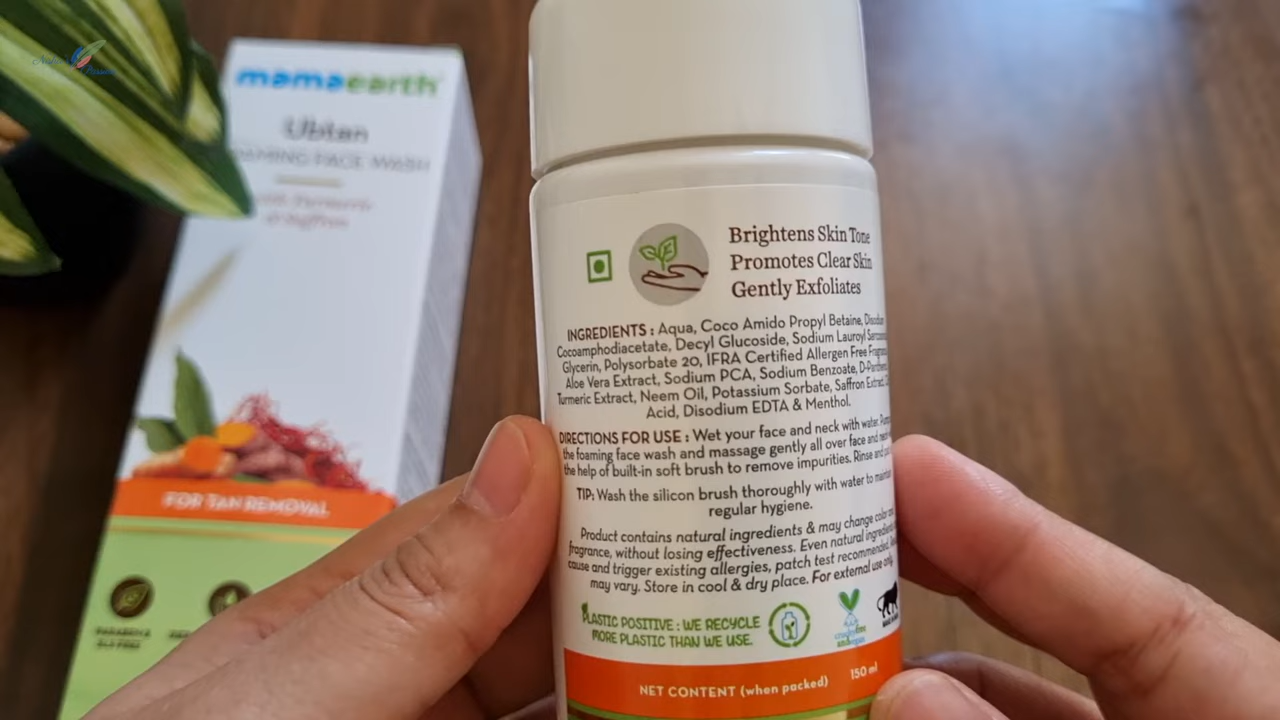 mamaearth
Ubtan
FOAMING FACE WASH
with Turmeric
& Saffron
FOR TAN REMOVAL
Brightens Skin Tone
Promotes Clear Skin
Gently Exfoliates
INGREDIENTS : Aqua, Coco Amido Propyl Betaine, Disodium
Cocoamphodiacetate, Decyl Glucoside, Sodium Lauroyl
Glycerin, Polysorbate 20, IFRA Certified Allergen Free
Aloe Vera Extract, Sodium PCA, Sodium Benzoate,
Turmeric Extract, Neem Oil, Potassium Sorbate, Saffron Extract,
Acid, Disodium EDTA & Menthol.
DIRECTIONS FOR USE : Wet your face and neck with water.
the foaming face wash and massage gently all over face and
the help of built-in soft brush to remove impurities. Rinse and
TIP: Wash the silicon brush thoroughly with water to
regular hygiene.
Product contains natural ingredients & may change color
fragrance, without losing effectiveness. Even natural
cause and trigger existing allergies, patch test recommended.
may vary. Store in cool & dry place. For external use only.
PLASTIC POSITIVE : WE RECYCLE
MORE PLASTIC THAN WE USE.
NET CONTENT (when packed) 150 ml